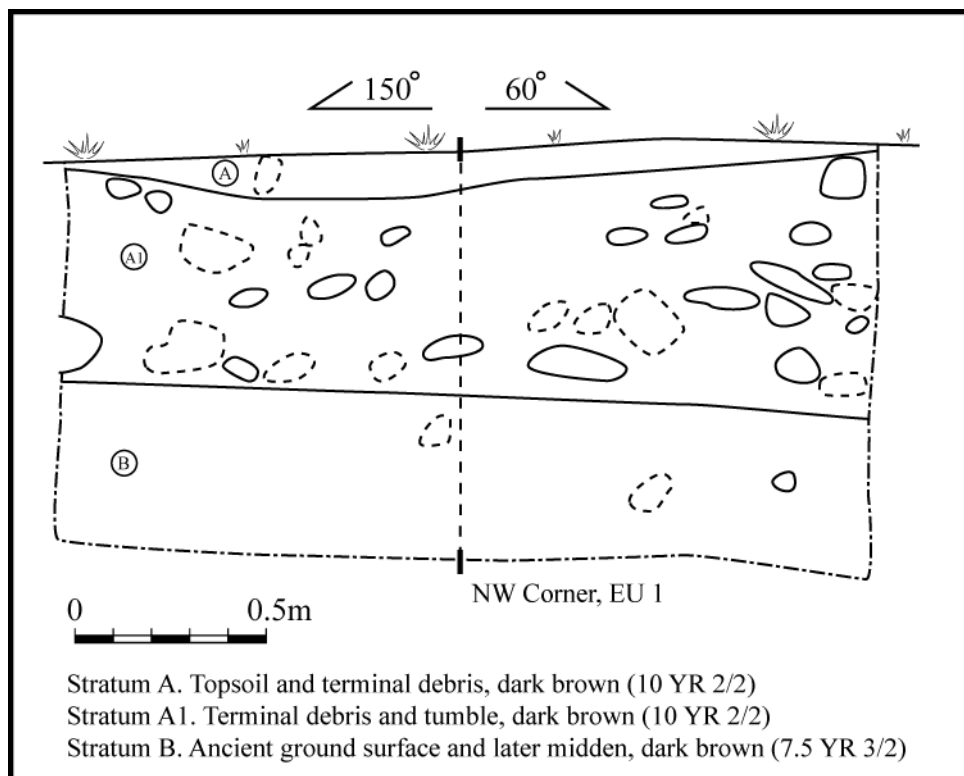 150° 60°
A
A1
B
NW Corner, EU 1
0 0.5m
Stratum A. Topsoil and terminal debris, dark brown (10 YR 2/2)
Stratum A1. Terminal debris and tumble, dark brown (10 YR 2/2)
Stratum B. Ancient ground surface and later midden, dark brown (7.5 YR 3/2)